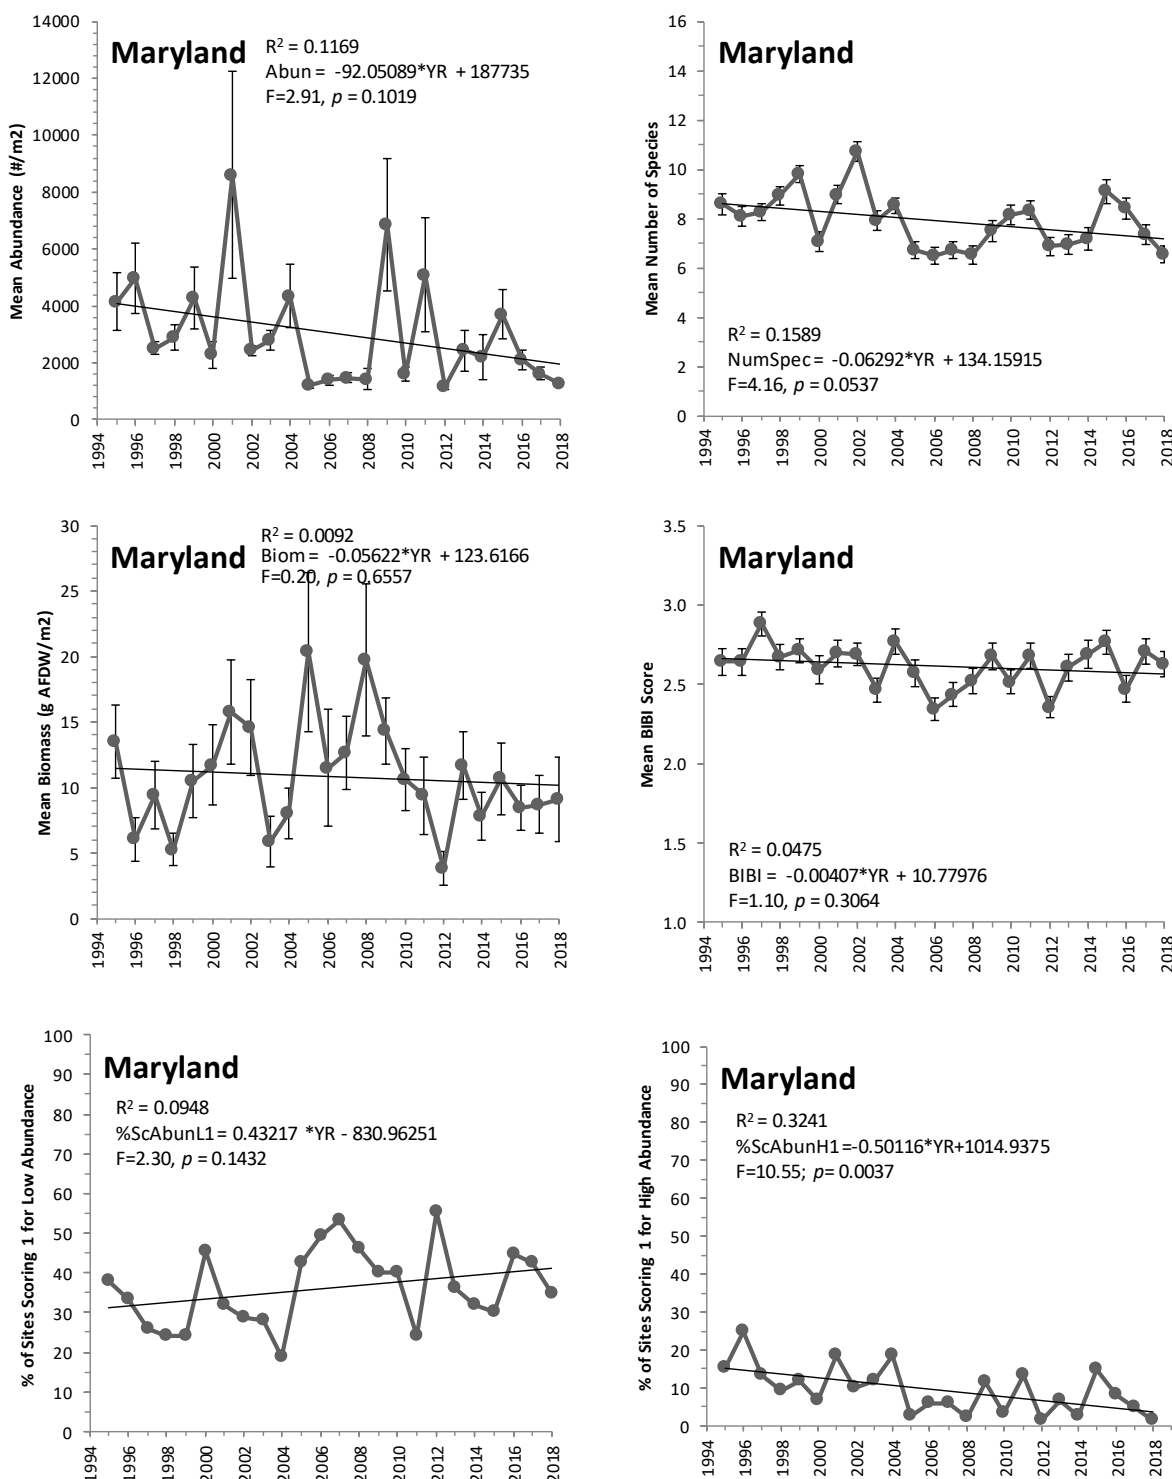 Maryland
R² = 0.1169
Abun = -92.05089*YR + 187735
F=2.91, p = 0.1019
Mean Abundance (#/m2)
14000
12000
10000
8000
6000
4000
2000
0
1994 1996 1998 2000 2002 2004 2006 2008 2010 2012 2014 2016 2018
Maryland
Mean Number of Species
16
14
12
10
8
6
4
2
0
R² = 0.1589
NumSpec = -0.06292*YR + 134.15915
F=4.16, p = 0.0537
1994 1996 1998 2000 2002 2004 2006 2008 2010 2012 2014 2016 2018
Maryland
R² = 0.0092
Biom = -0.05622*YR + 123.6166
F=0.20, p = 0.6557
Mean Biomass (g AFDW/m2)
30
25
20
15
10
5
0
1994 1996 1998 2000 2002 2004 2006 2008 2010 2012 2014 2016 2018
Maryland
Mean BIBI Score
3.5
3.0
2.5
2.0
1.5
1.0
R² = 0.0475
BIBI = -0.00407*YR + 10.77976
F=1.10, p = 0.3064
1994 1996 1998 2000 2002 2004 2006 2008 2010 2012 2014 2016 2018
Maryland
R² = 0.0948
%ScAbunL1= 0.43217 *YR - 830.96251
F=2.30, p = 0.1432
% of Sites Scoring 1 for Low Abundance
100
90
80
70
60
50
40
30
20
10
0
1994 1996 1998 2000 2002 2004 2006 2008 2010 2012 2014 2016 2018
Maryland
R² = 0.3241
%ScAbunH1=-0.50116*YR+1014.9375
F=10.55; p= 0.0037
% of Sites Scoring 1 for High Abundance
100
90
80
70
60
50
40
30
20
10
0
1994 1996 1998 2000 2002 2004 2006 2008 2010 2012 2014 2016 2018